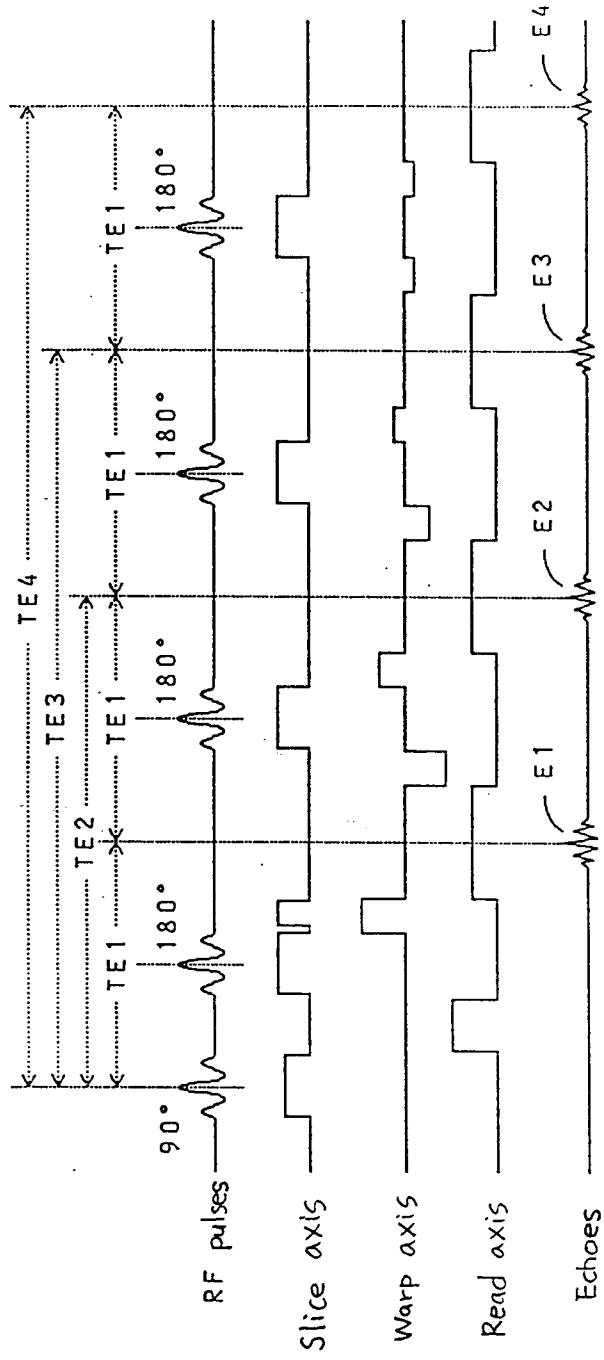 TE4
TE3
TE2
TE1 TE1 TE1 TE1
90° 180° 180° 180° 180°
RF pulses
Slice axis
Warp axis
Read axis
E1 E2 E3 E4
Echoes